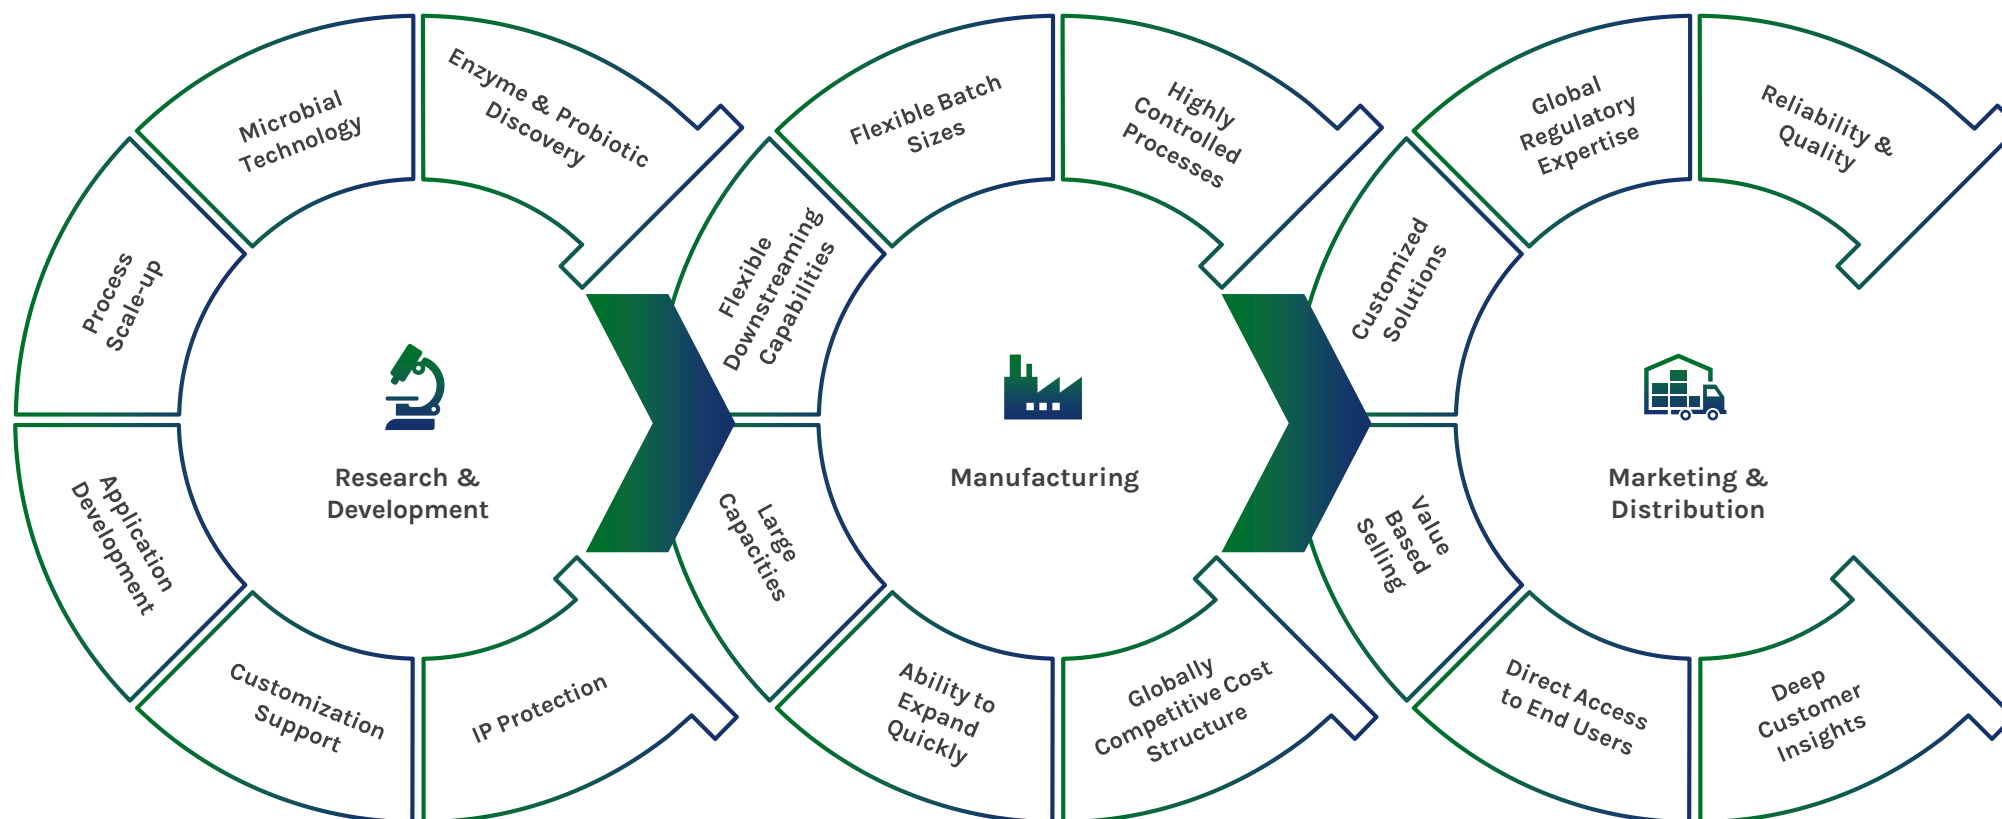 Microbial
Technology
Enzyme & Probiotic
Discovery
Process
Scale-up
Application
Development
Customization
Support
IP Protection
Research &
Development
Flexible Batch
Sizes
Highly
Controlled
Processes
Flexible
Downstreaming
Capabilities
Large
Capacities
Ability to
Expand
Quickly
Globally
Competitive Cost
Structure
Manufacturing
Global
Regulatory
Expertise
Reliability &
Quality
Customized
Solutions
Value
Based
Selling
Direct Access
to End Users
Deep
Customer
Insights
Marketing &
Distribution